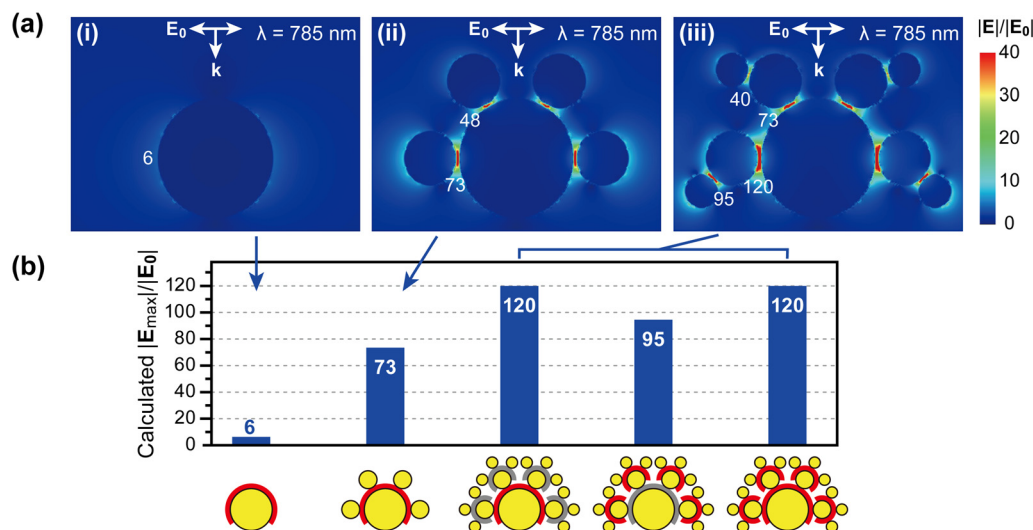 (a)
(i)
E0
k
λ = 785 nm
6
(ii)
E0
k
λ = 785 nm
48
73
(iii)
E0
k
λ = 785 nm
40
73
120
95
|E|/|E0|
40
30
20
10
0
(b)
Calculated |Emax|/|E0|
120
100
80
60
40
20
0
6
73
120
95
120